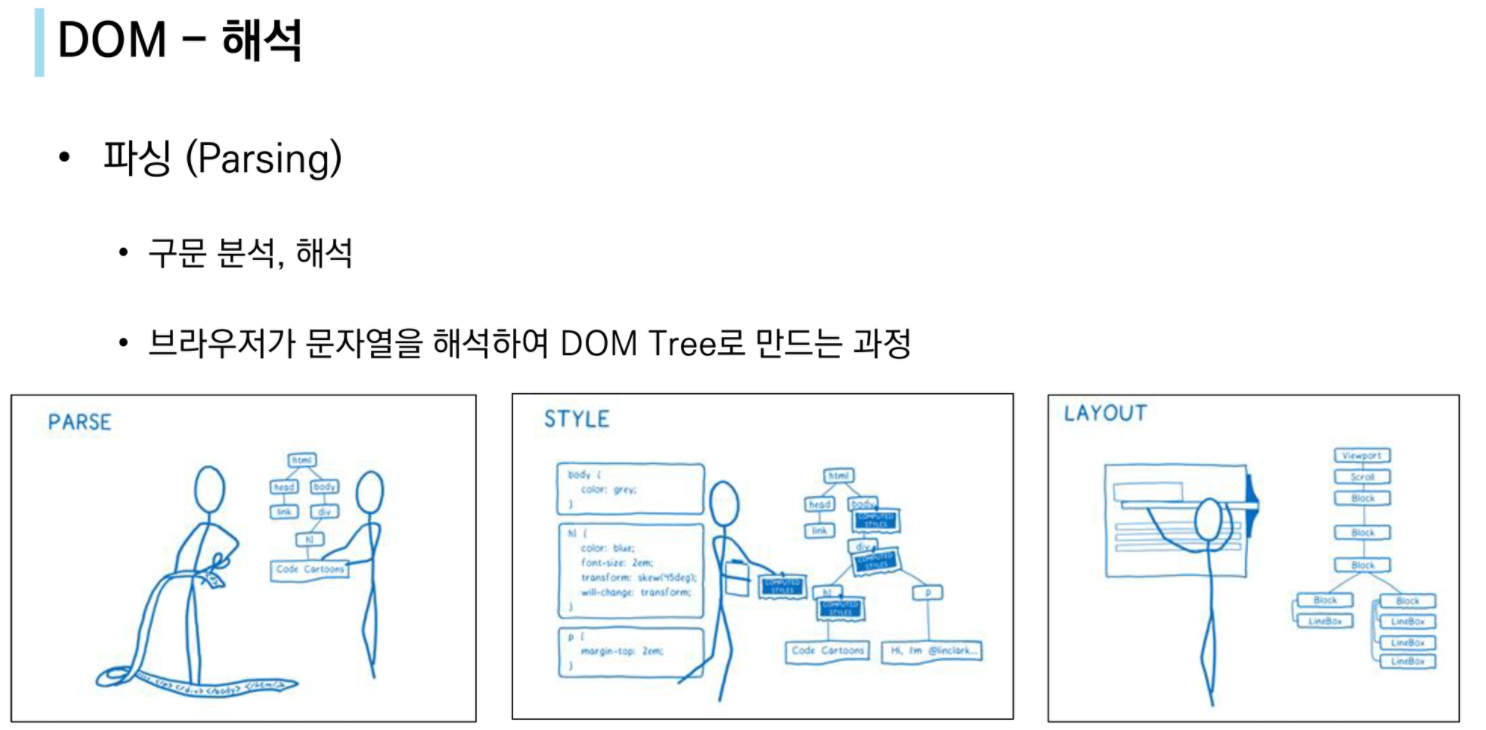 DOM - 해석
• 파싱 (Parsing)
• 구문 분석, 해석
• 브라우저가 문자열을 해석하여 DOM Tree로 만드는 과정
PARSE
html
head body
link div
h1
Code Cartoons
</div> </body> </html>
STYLE
body {
color: grey;
}
h1 {
color: blue;
font-size: 2em;
transform: skew(45deg);
will-change: transform;
}
p {
margin-top: 2em;
}
COMPUTED
STYLES
html
head body
COMPUTED
STYLES
link
div
COMPUTED
STYLES
h1 p
COMPUTED
STYLES
Code Cartoons Hi, I'm @linclark...
LAYOUT
Viewport
Scroll
Block
Block
Block
Block Block
LineBox LineBox
LineBox
LineBox